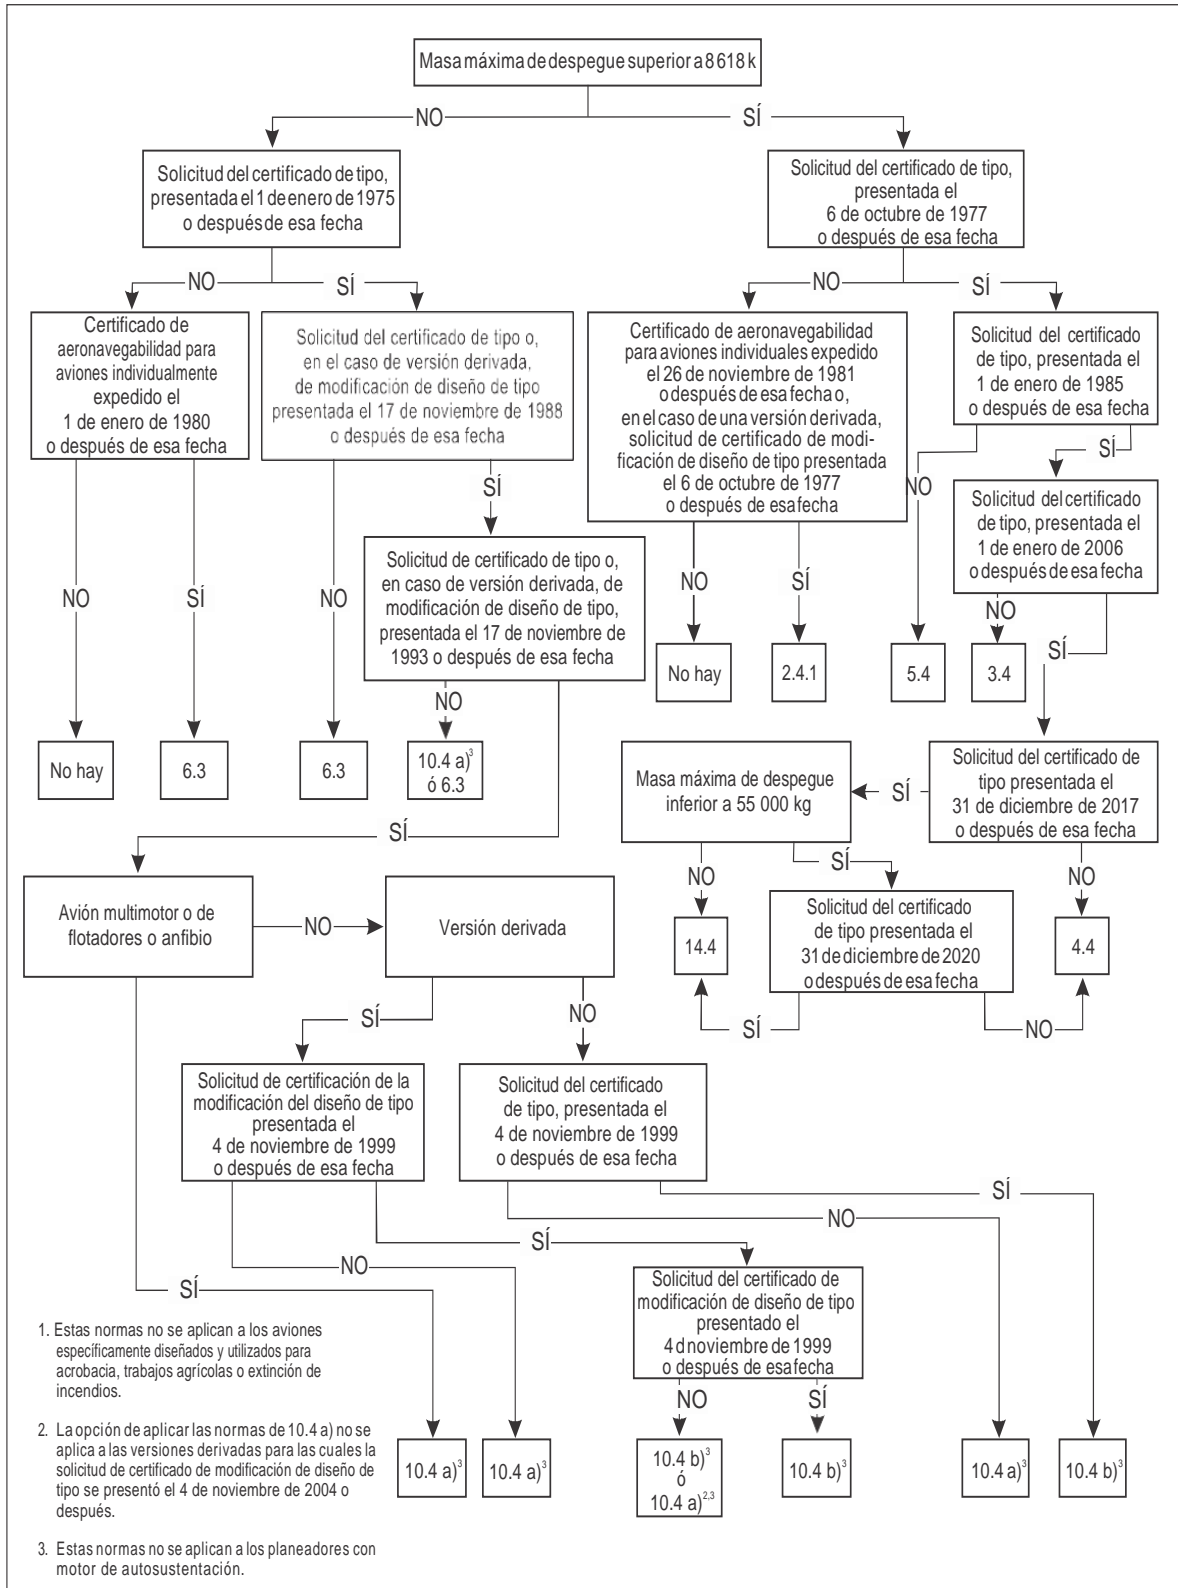 Masa máxima de despegue superior a 8 618 k
NO
SÍ
Solicitud del certificado de tipo,
presentada el 1 de enero de 1975
o después de esa fecha
Solicitud del certificado de tipo,
presentada el
6 de octubre de 1977
o después de esa fecha
NO
SÍ
NO
SÍ
Certificado de
aeronavegabilidad para
aviones individualmente
expedido el
1 de enero de 1980
o después de esa fecha
Solicitud del certificado de tipo o,
en el caso de versión derivada,
de modificación de diseño de tipo
presentada el 17 de noviembre de 1988
o después de esa fecha
Certificado de aeronavegabilidad
para aviones individuales expedido
el 26 de noviembre de 1981
o después de esa fecha o,
en el caso de una versión derivada,
solicitud de certificado de modi-
ficación de diseño de tipo presentada
el 6 de octubre de 1977
o después de esa fecha
Solicitud del certificado
de tipo, presentada el
1 de enero de 1985
o después de esa fecha
SÍ
NO
SÍ
Solicitud del certificado
de tipo, presentada el
1 de enero de 2006
o después de esa fecha
Solicitud de certificado de tipo o,
en caso de versión derivada, de
modificación de diseño de tipo,
presentada el 17 de noviembre de
1993 o después de esa fecha
NO
SÍ
NO
NO
SÍ
NO
SÍ
No hay
2.4.1
5.4
3.4
NO
No hay
6.3
6.3
10.4 a)³
ó 6.3
Masa máxima de despegue
inferior a 55 000 kg
SÍ
Solicitud del certificado de
tipo presentada el
31 de diciembre de 2017
o después de esa fecha
SÍ
NO
SÍ
NO
Avión multimotor o de
flotadores o anfibio
NO
Versión derivada
14.4
Solicitud del certificado
de tipo presentada el
31 de diciembre de 2020
o después de esa fecha
4.4
SÍ
NO
SÍ
NO
Solicitud de certificación de la
modificación del diseño de tipo
presentada el
4 de noviembre de 1999
o después de esa fecha
Solicitud del certificado
de tipo, presentada el
4 de noviembre de 1999
o después de esa fecha
SÍ
NO
SÍ
NO
SÍ
Solicitud del certificado de
modificación de diseño de tipo
presentado el
4 d noviembre de 1999
o después de esa fecha
NO
SÍ
1. Estas normas no se aplican a los aviones
específicamente diseñados y utilizados para
acrobacia, trabajos agrícolas o extinción de
incendios.
2. La opción de aplicar las normas de 10.4 a) no se
aplica a las versiones derivadas para las cuales la
solicitud de certificado de modificación de diseño de
tipo se presentó el 4 de noviembre de 2004 o
después.
3. Estas normas no se aplican a los planeadores con
motor de autosustentación.
10.4 a)³
10.4 a)³
10.4 b)³
ó
10.4 a)²,³
10.4 b)³
10.4 a)³
10.4 b)³